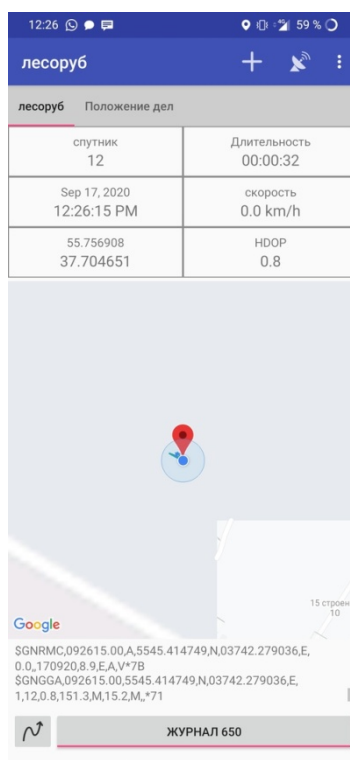 12:26 59 %
лесоруб
лесоруб Положение дел
спутник Длительность
12 00:00:32
Sep 17, 2020 скорость
12:26:15 PM 0.0 km/h
55.756908 HDOP
37.704651 0.8
15 строен
10
Google
$GNRMC,092615.00,A,5545.414749,N,03742.279036,E,
0.0,,170920,8.9,E,A,V*7B
$GNGGA,092615.00,5545.414749,N,03742.279036,E,
1,12,0.8,151.3,M,15.2,M,,*71
ЖУРНАЛ 650